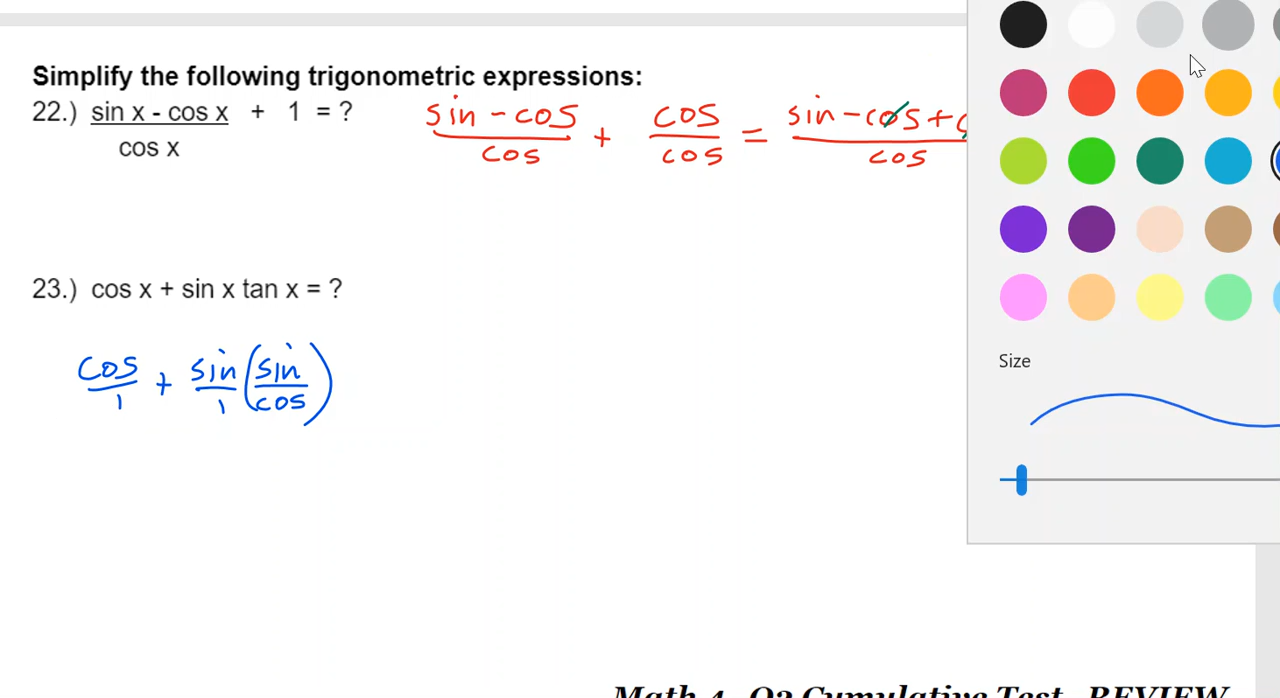 Simplify the following trigonometric expressions:
22.) sin x - cos x + 1 = ?
cos x
sin - cos + cos = sin - cos +
cos cos cos
23.) cos x + sin x tan x = ?
cos + sin (sin)
1 1 cos
Size
Math 4 Q2 Cumulative Test REVIEW